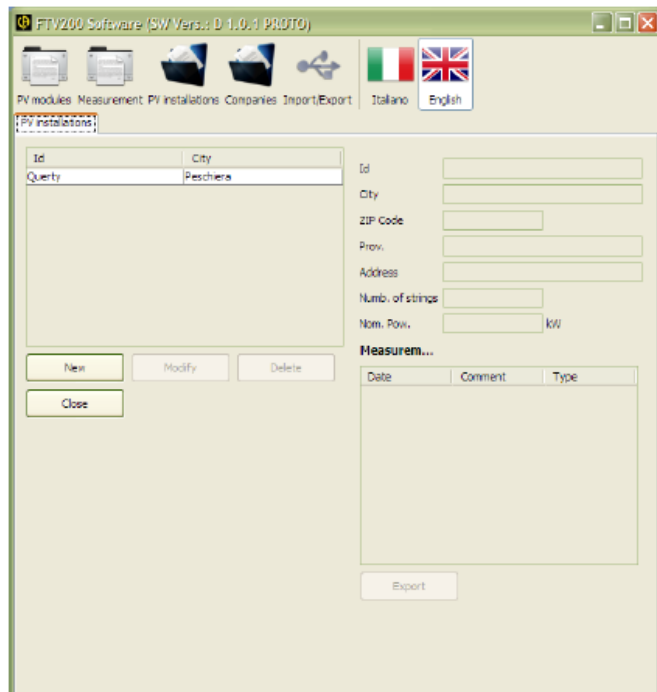 FTV200 Software (SW Vers.: D 1.0.1 PROTO)
PV modules Measurement PV installations Companies Import/Export Italiano English
PV installations
Id City
Querty Peschiera
New Modify Delete
Close
Id
City
ZIP Code
Prov.
Address
Numb. of strings
Nom. Pow. kW
Measurem...
Date Comment Type
Export